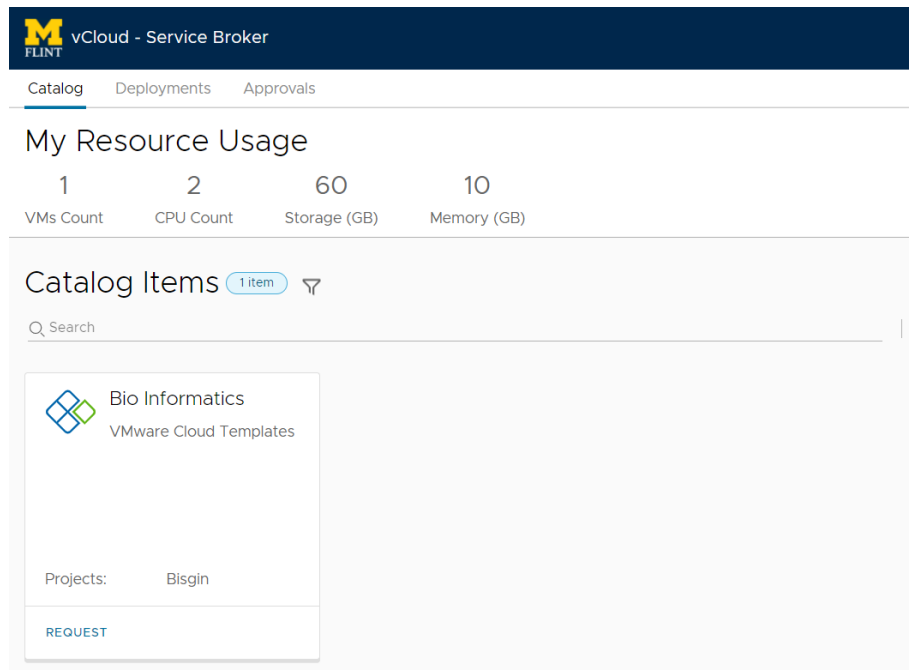 M
FLINT
vCloud - Service Broker
Catalog Deployments Approvals
My Resource Usage
1 2 60 10
VMs Count CPU Count Storage (GB) Memory (GB)
Catalog Items 1 item
Search
Bio Informatics
VMware Cloud Templates
Projects: Bisgin
REQUEST